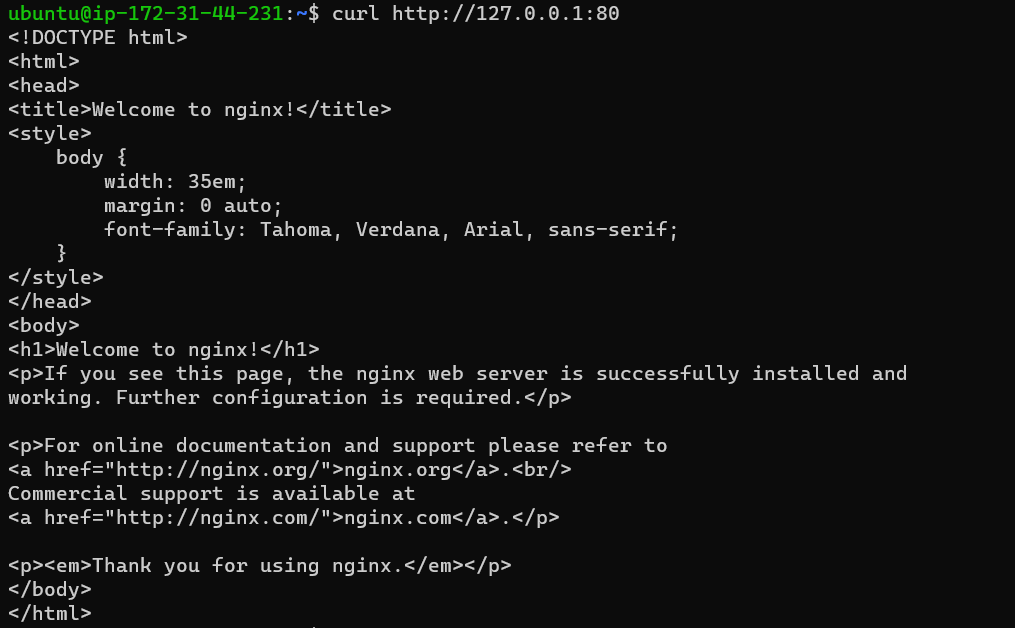 ubuntu@ip-172-31-44-231:~$ curl http://127.0.0.1:80
<!DOCTYPE html>
<html>
<head>
<title>Welcome to nginx!</title>
<style>
    body {
        width: 35em;
        margin: 0 auto;
        font-family: Tahoma, Verdana, Arial, sans-serif;
    }
</style>
</head>
<body>
<h1>Welcome to nginx!</h1>
<p>If you see this page, the nginx web server is successfully installed and
working. Further configuration is required.</p>

<p>For online documentation and support please refer to
<a href="http://nginx.org/">nginx.org</a>.<br/>
Commercial support is available at
<a href="http://nginx.com/">nginx.com</a>.</p>

<p><em>Thank you for using nginx.</em></p>
</body>
</html>